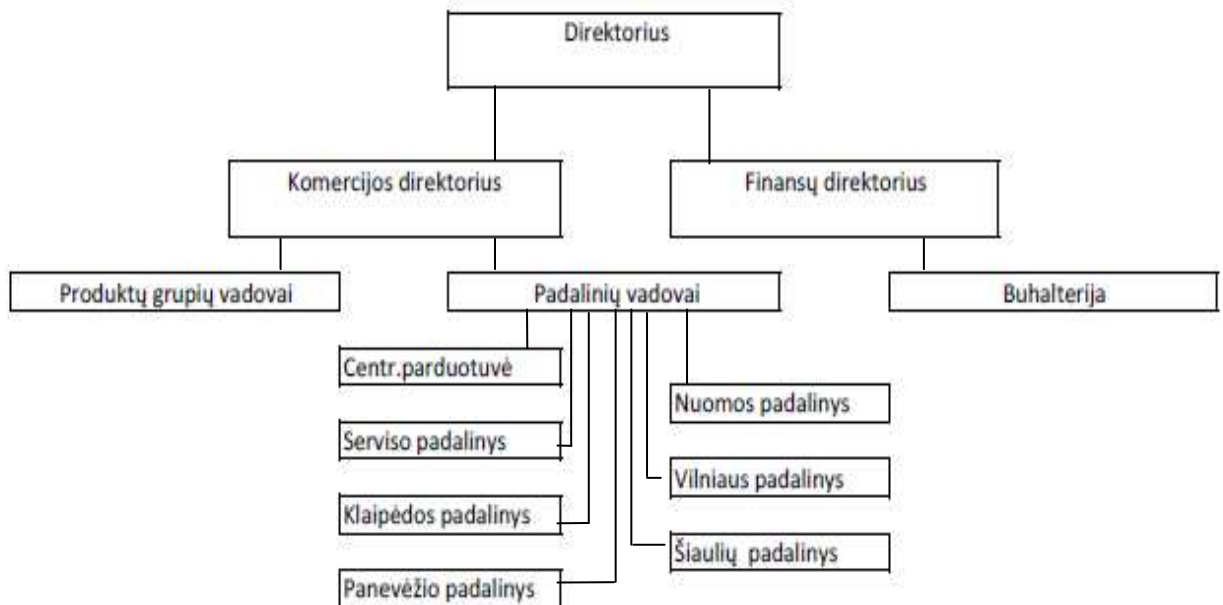 Direktorius
Komercijos direktorius
Finansų direktorius
Produktų grupių vadovai
Padalinių vadovai
Buhalterija
Centr.parduotuvė
Nuomos padalinys
Serviso padalinys
Vilniaus padalinys
Klaipėdos padalinys
Šiaulių padalinys
Panevėžio padalinys